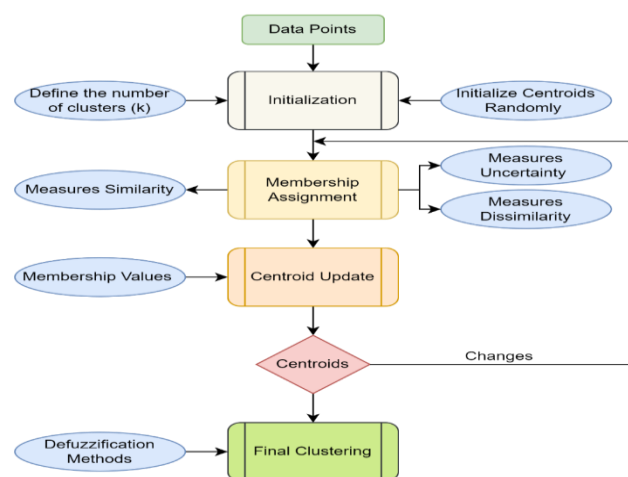 Data Points
Define the number
of clusters (k)
Initialization
Initialize Centroids
Randomly
Measures Similarity
Membership
Assignment
Measures
Uncertainty
Measures
Dissimilarity
Membership Values
Centroid Update
Centroids
Changes
Defuzzification
Methods
Final Clustering